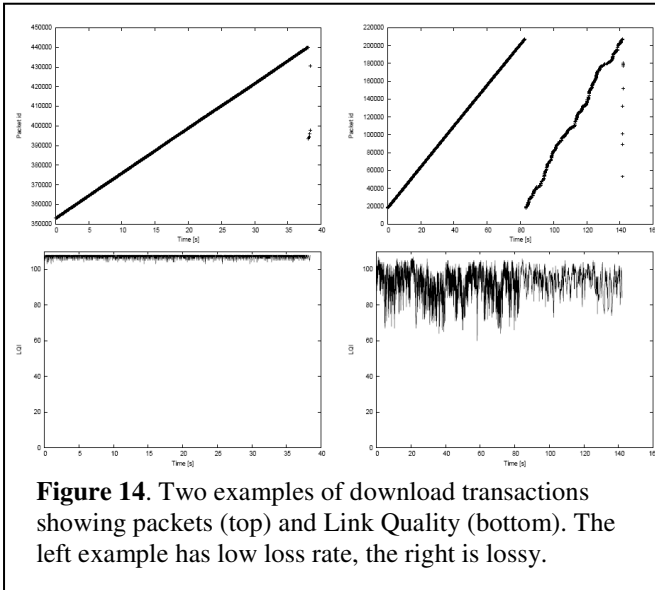 450000
440000
430000
420000
410000
400000
390000
380000
370000
360000
350000
Packet id
0 5 10 15 20 25 30 35 40
Time [s]
220000
200000
180000
160000
140000
120000
100000
80000
60000
40000
20000
0
Packet id
0 20 40 60 80 100 120 140 16
Time [s]
100
80
60
40
20
0
LQI
0 5 10 15 20 25 30 35 40
Time [s]
100
80
60
40
20
0
LQI
0 20 40 60 80 100 120 140 16
Time [s]
Figure 14. Two examples of download transactions
showing packets (top) and Link Quality (bottom). The
left example has low loss rate, the right is lossy.